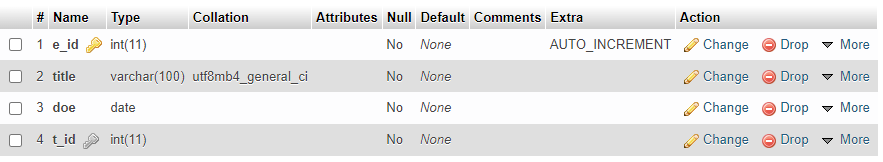 # Name Type Collation Attributes Null Default Comments Extra Action
1 e_id int(11) No None AUTO_INCREMENT Change Drop More
2 title varchar(100) utf8mb4_general_ci No None Change Drop More
3 doe date No None Change Drop More
4 t_id int(11) No None Change Drop More